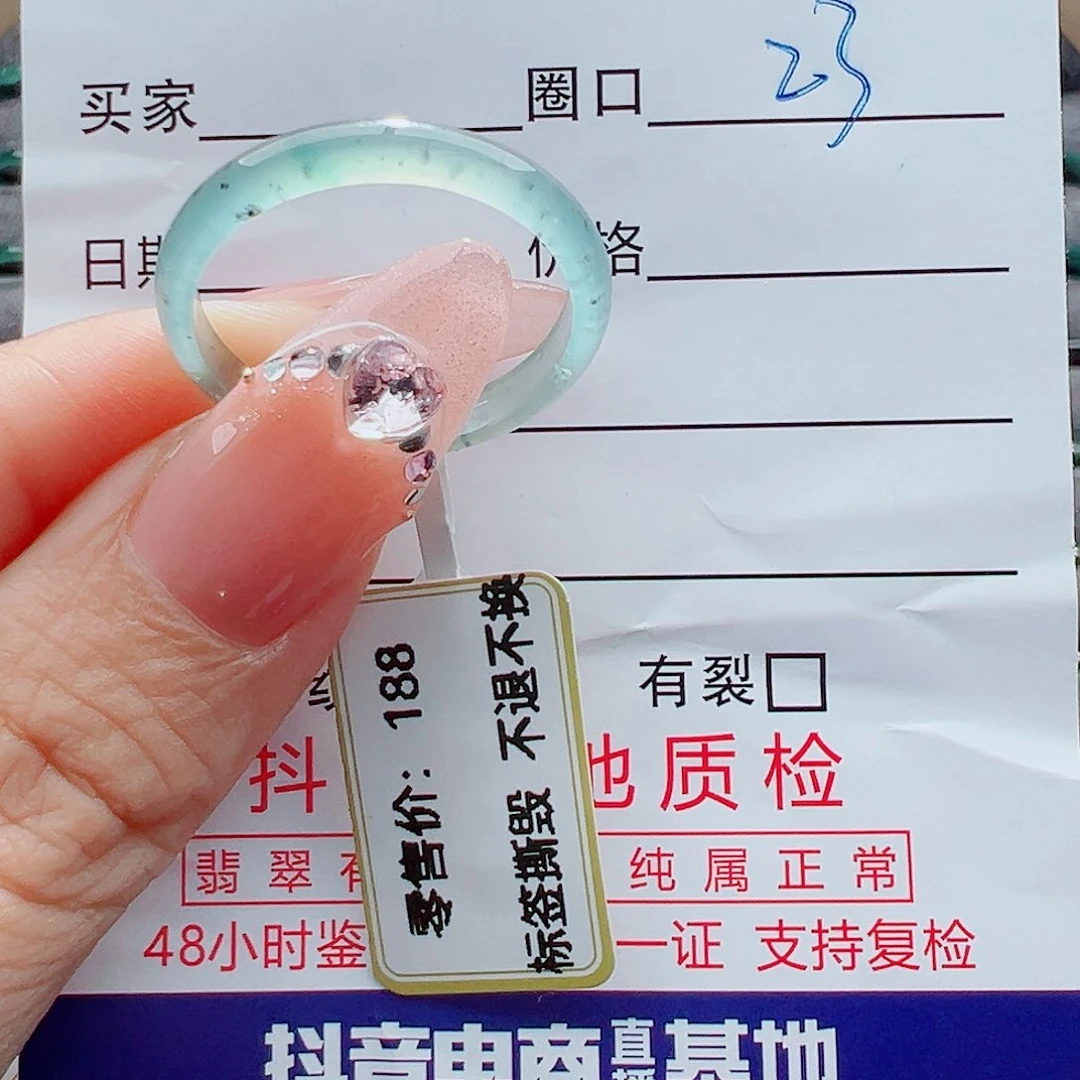 买家 圈口 23
日期 价格
有裂
抖 地质检
翡翠有 纯属正常
48小时鉴 一证 支持复检
抖音电商直播基地
零售价：188
标签撕毁 不退不换